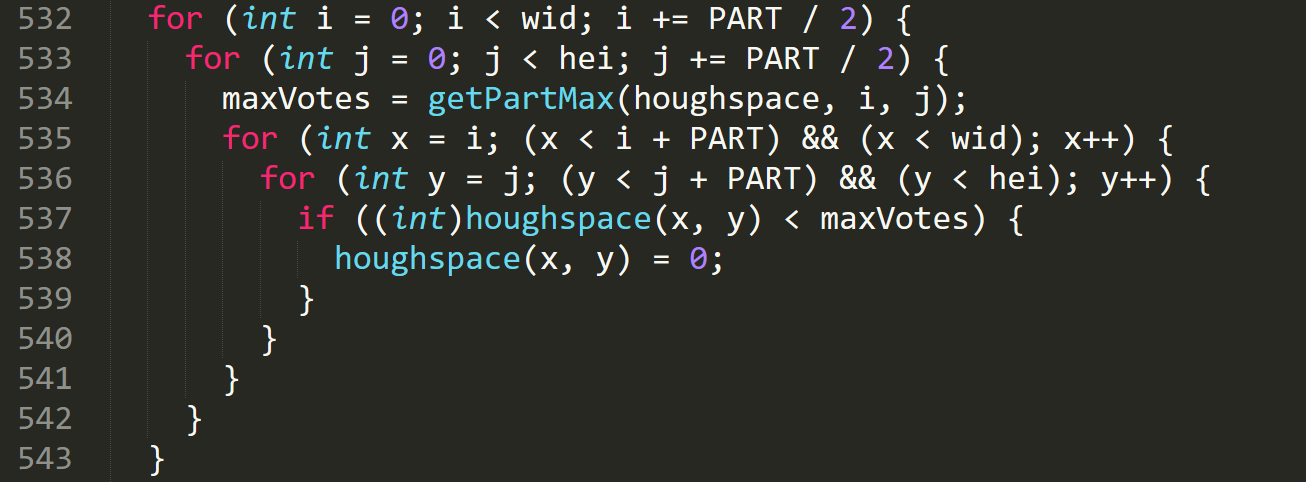 532 for (int i = 0; i < wid; i += PART / 2) {
533 for (int j = 0; j < hei; j += PART / 2) {
534 maxVotes = getPartMax(houghspace, i, j);
535 for (int x = i; (x < i + PART) && (x < wid); x++) {
536 for (int y = j; (y < j + PART) && (y < hei); y++) {
537 if ((int)houghspace(x, y) < maxVotes) {
538 houghspace(x, y) = 0;
539 }
540 }
541 }
542 }
543 }